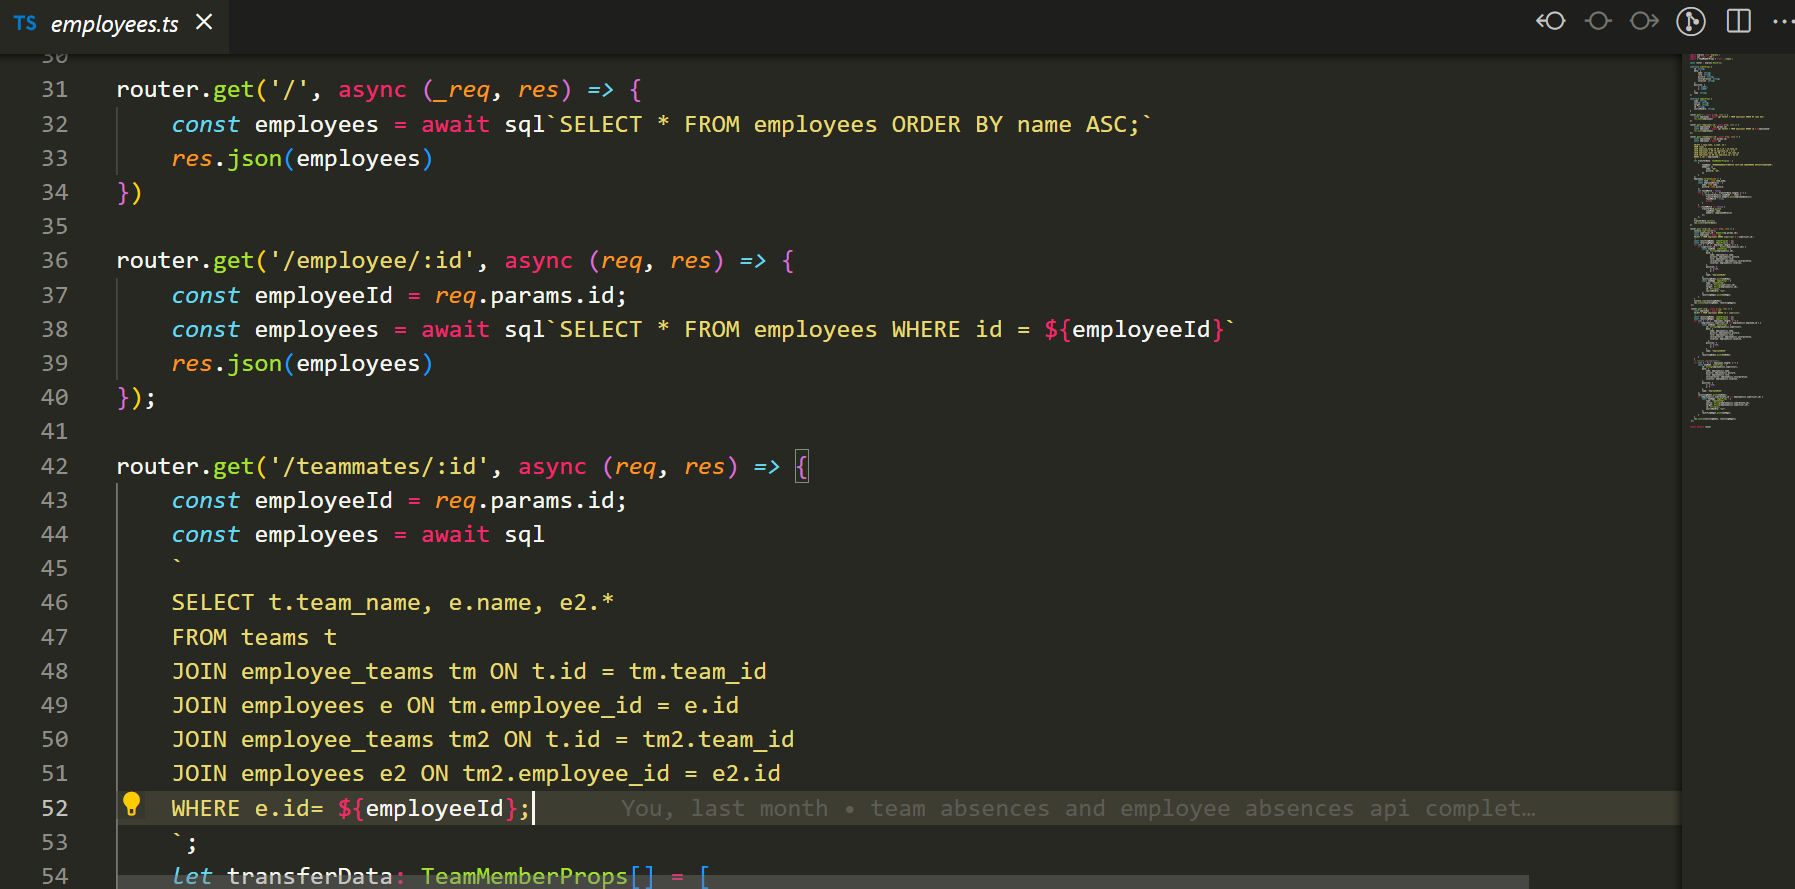 TS employees.ts
30
31 router.get('/', async (_req, res) => {
32 const employees = await sql`SELECT * FROM employees ORDER BY name ASC;`
33 res.json(employees)
34 })
35
36 router.get('/employee/:id', async (req, res) => {
37 const employeeId = req.params.id;
38 const employees = await sql`SELECT * FROM employees WHERE id = ${employeeId}`
39 res.json(employees)
40 });
41
42 router.get('/teammates/:id', async (req, res) => {
43 const employeeId = req.params.id;
44 const employees = await sql
45 `
46 SELECT t.team_name, e.name, e2.*
47 FROM teams t
48 JOIN employee_teams tm ON t.id = tm.team_id
49 JOIN employees e ON tm.employee_id = e.id
50 JOIN employee_teams tm2 ON t.id = tm2.team_id
51 JOIN employees e2 ON tm2.employee_id = e2.id
52 WHERE e.id= ${employeeId}; You, last month • team absences and employee absences api complet…
53 `;
54 let transferData: TeamMemberProps[] = [